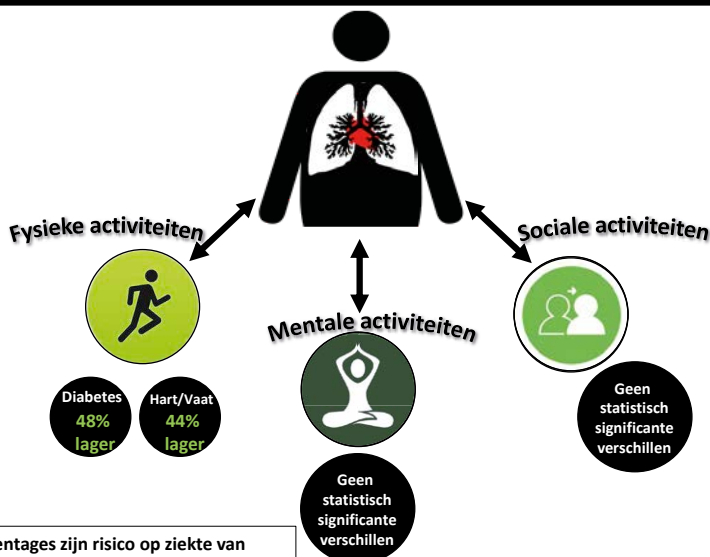 Fysieke activiteiten
Sociale activiteiten
Mentale activiteiten
Diabetes
48%
lager
Hart/Vaat
44%
lager
Geen
statistisch
significante
verschillen
Geen
statistisch
significante
verschillen
entages zijn risico op ziekte van